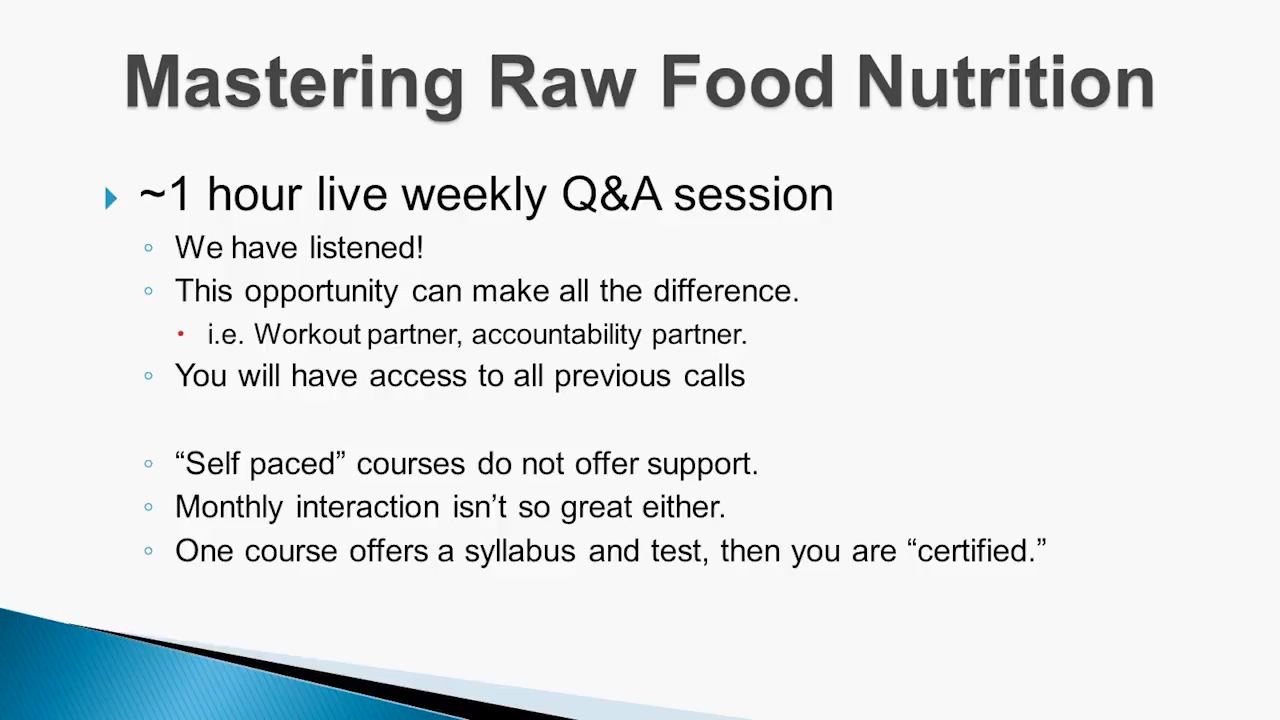 Mastering Raw Food Nutrition
~1 hour live weekly Q&A session
We have listened!
This opportunity can make all the difference.
i.e. Workout partner, accountability partner.
You will have access to all previous calls
“Self paced” courses do not offer support.
Monthly interaction isn’t so great either.
One course offers a syllabus and test, then you are “certified.”